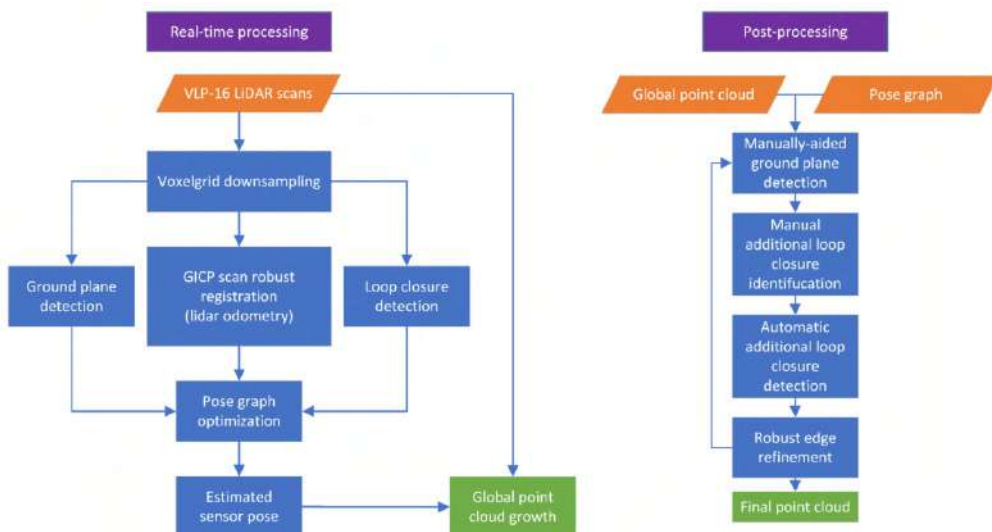 Real-time processing
VLP-16 LiDAR scans
Voxelgrid downsampling
Ground plane
detection
GICP scan robust
registration
(lidar odometry)
Loop closure
detection
Pose graph
optimization
Estimated
sensor pose
Global point
cloud growth
Post-processing
Global point cloud
Pose graph
Manually-aided
ground plane
detection
Manual
additional loop
closure
identifucation
Automatic
additional loop
closure
detection
Robust edge
refinement
Final point cloud